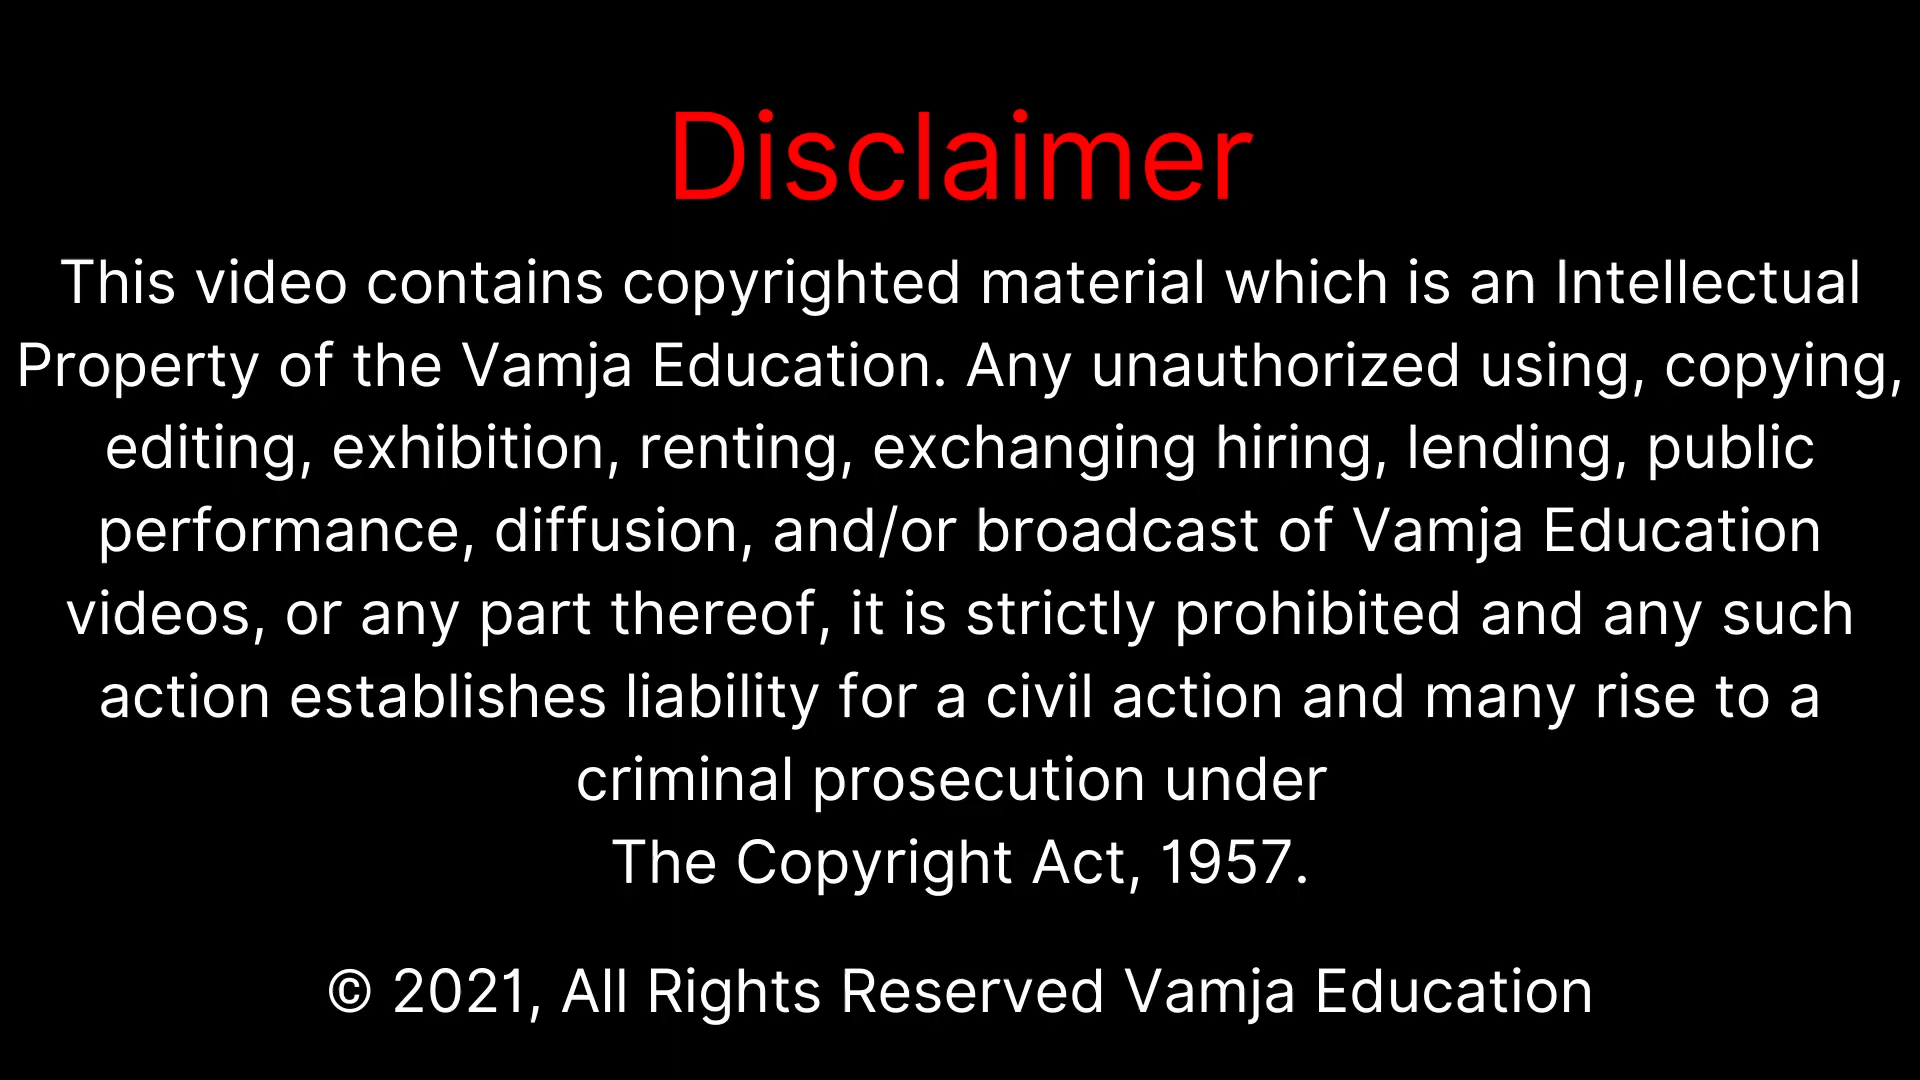 Disclaimer
This video contains copyrighted material which is an Intellectual
Property of the Vamja Education. Any unauthorized using, copying,
editing, exhibition, renting, exchanging hiring, lending, public
performance, diffusion, and/or broadcast of Vamja Education
videos, or any part thereof, it is strictly prohibited and any such
action establishes liability for a civil action and many rise to a
criminal prosecution under
The Copyright Act, 1957.
© 2021, All Rights Reserved Vamja Education